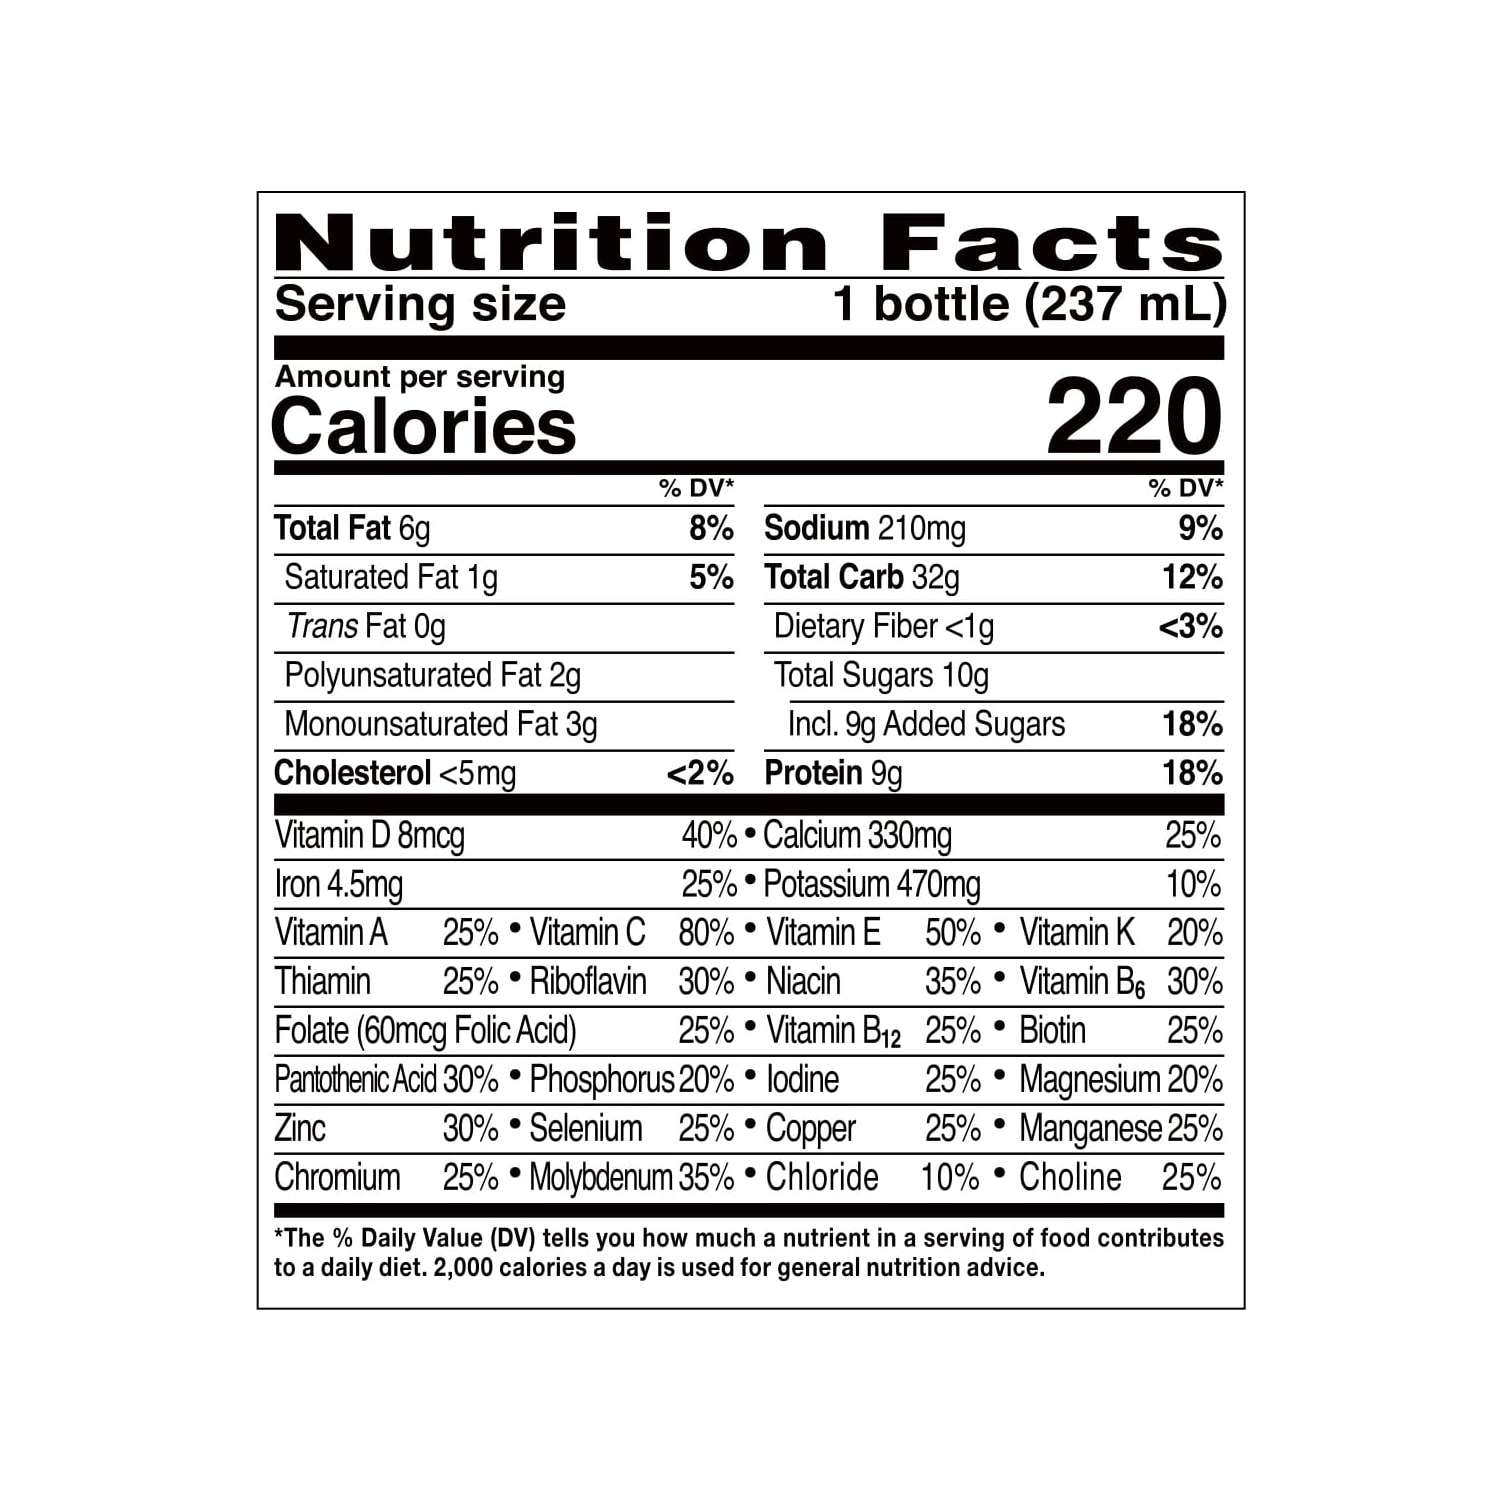 Nutrition Facts
Serving size 1 bottle (237 mL)
Amount per serving
Calories 220
% DV* % DV*
Total Fat 6g 8% Sodium 210mg 9%
Saturated Fat 1g 5% Total Carb 32g 12%
Trans Fat 0g Dietary Fiber <1g <3%
Polyunsaturated Fat 2g Total Sugars 10g
Monounsaturated Fat 3g Incl. 9g Added Sugars 18%
Cholesterol <5mg <2% Protein 9g 18%
Vitamin D 8mcg 40% • Calcium 330mg 25%
Iron 4.5mg 25% • Potassium 470mg 10%
Vitamin A 25% • Vitamin C 80% • Vitamin E 50% • Vitamin K 20%
Thiamin 25% • Riboflavin 30% • Niacin 35% • Vitamin B6 30%
Folate (60mcg Folic Acid) 25% • Vitamin B12 25% • Biotin 25%
Pantothenic Acid 30% • Phosphorus 20% • Iodine 25% • Magnesium 20%
Zinc 30% • Selenium 25% • Copper 25% • Manganese 25%
Chromium 25% • Molybdenum 35% • Chloride 10% • Choline 25%
*The % Daily Value (DV) tells you how much a nutrient in a serving of food contributes
to a daily diet. 2,000 calories a day is used for general nutrition advice.